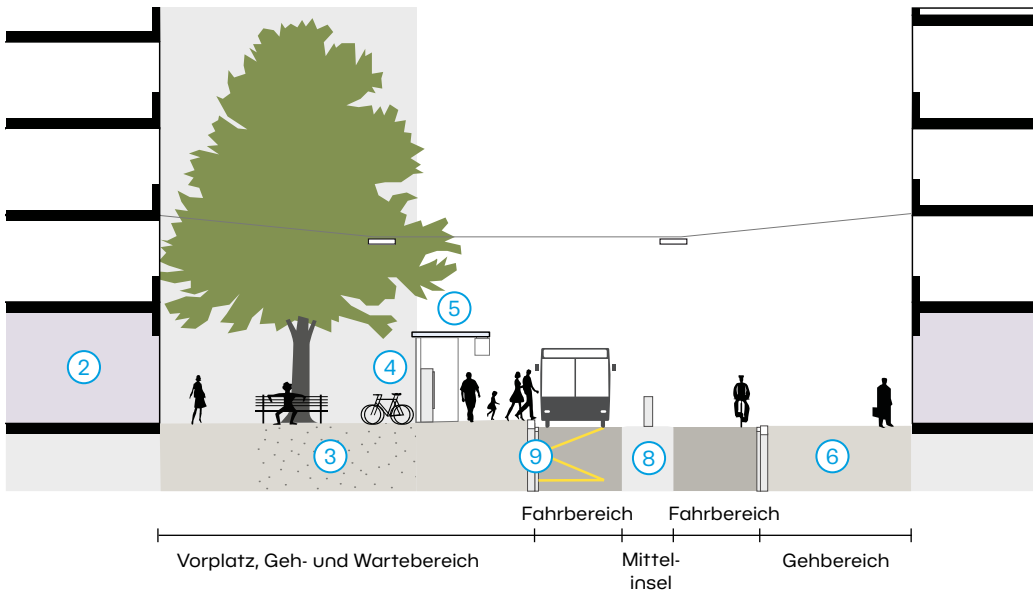 5
2
4
3
9
8
6
Fahrbereich
Fahrbereich
Vorplatz, Geh- und Wartebereich
Mittel-
insel
Gehbereich